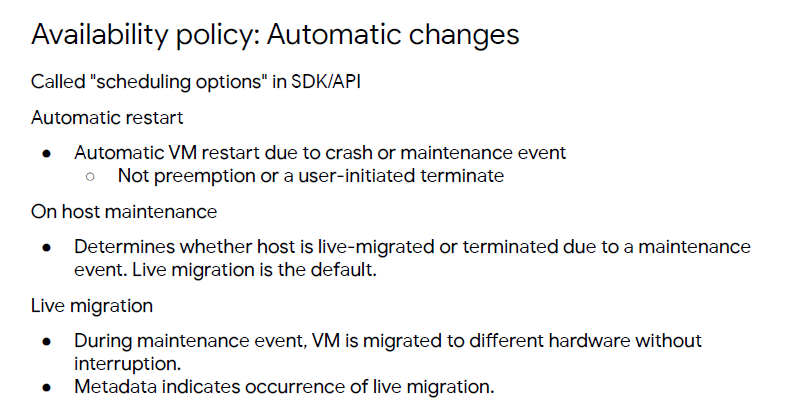 Availability policy: Automatic changes
Called "scheduling options" in SDK/API
Automatic restart
● Automatic VM restart due to crash or maintenance event
○ Not preemption or a user-initiated terminate
On host maintenance
● Determines whether host is live-migrated or terminated due to a maintenance
event. Live migration is the default.
Live migration
● During maintenance event, VM is migrated to different hardware without
interruption.
● Metadata indicates occurrence of live migration.